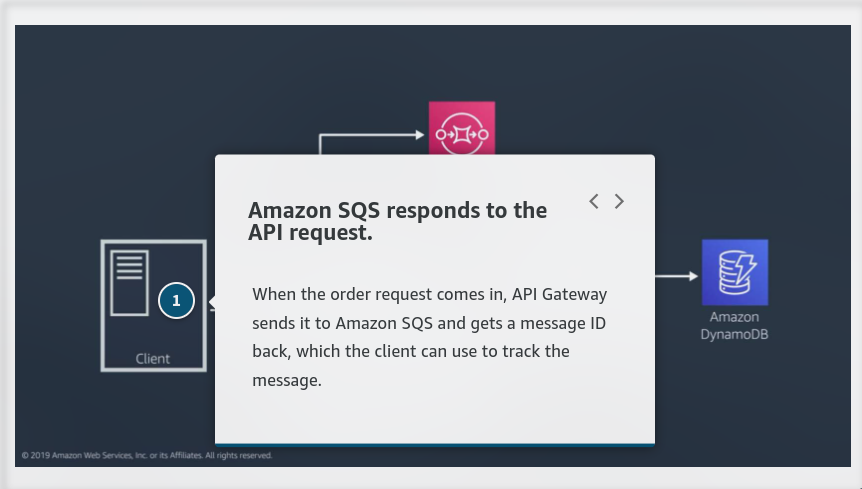 Amazon SQS responds to the
API request.
When the order request comes in, API Gateway
sends it to Amazon SQS and gets a message ID
back, which the client can use to track the
message.
1
Client
Amazon
DynamoDB
© 2019 Amazon Web Services, Inc. or its Affiliates. All rights reserved.